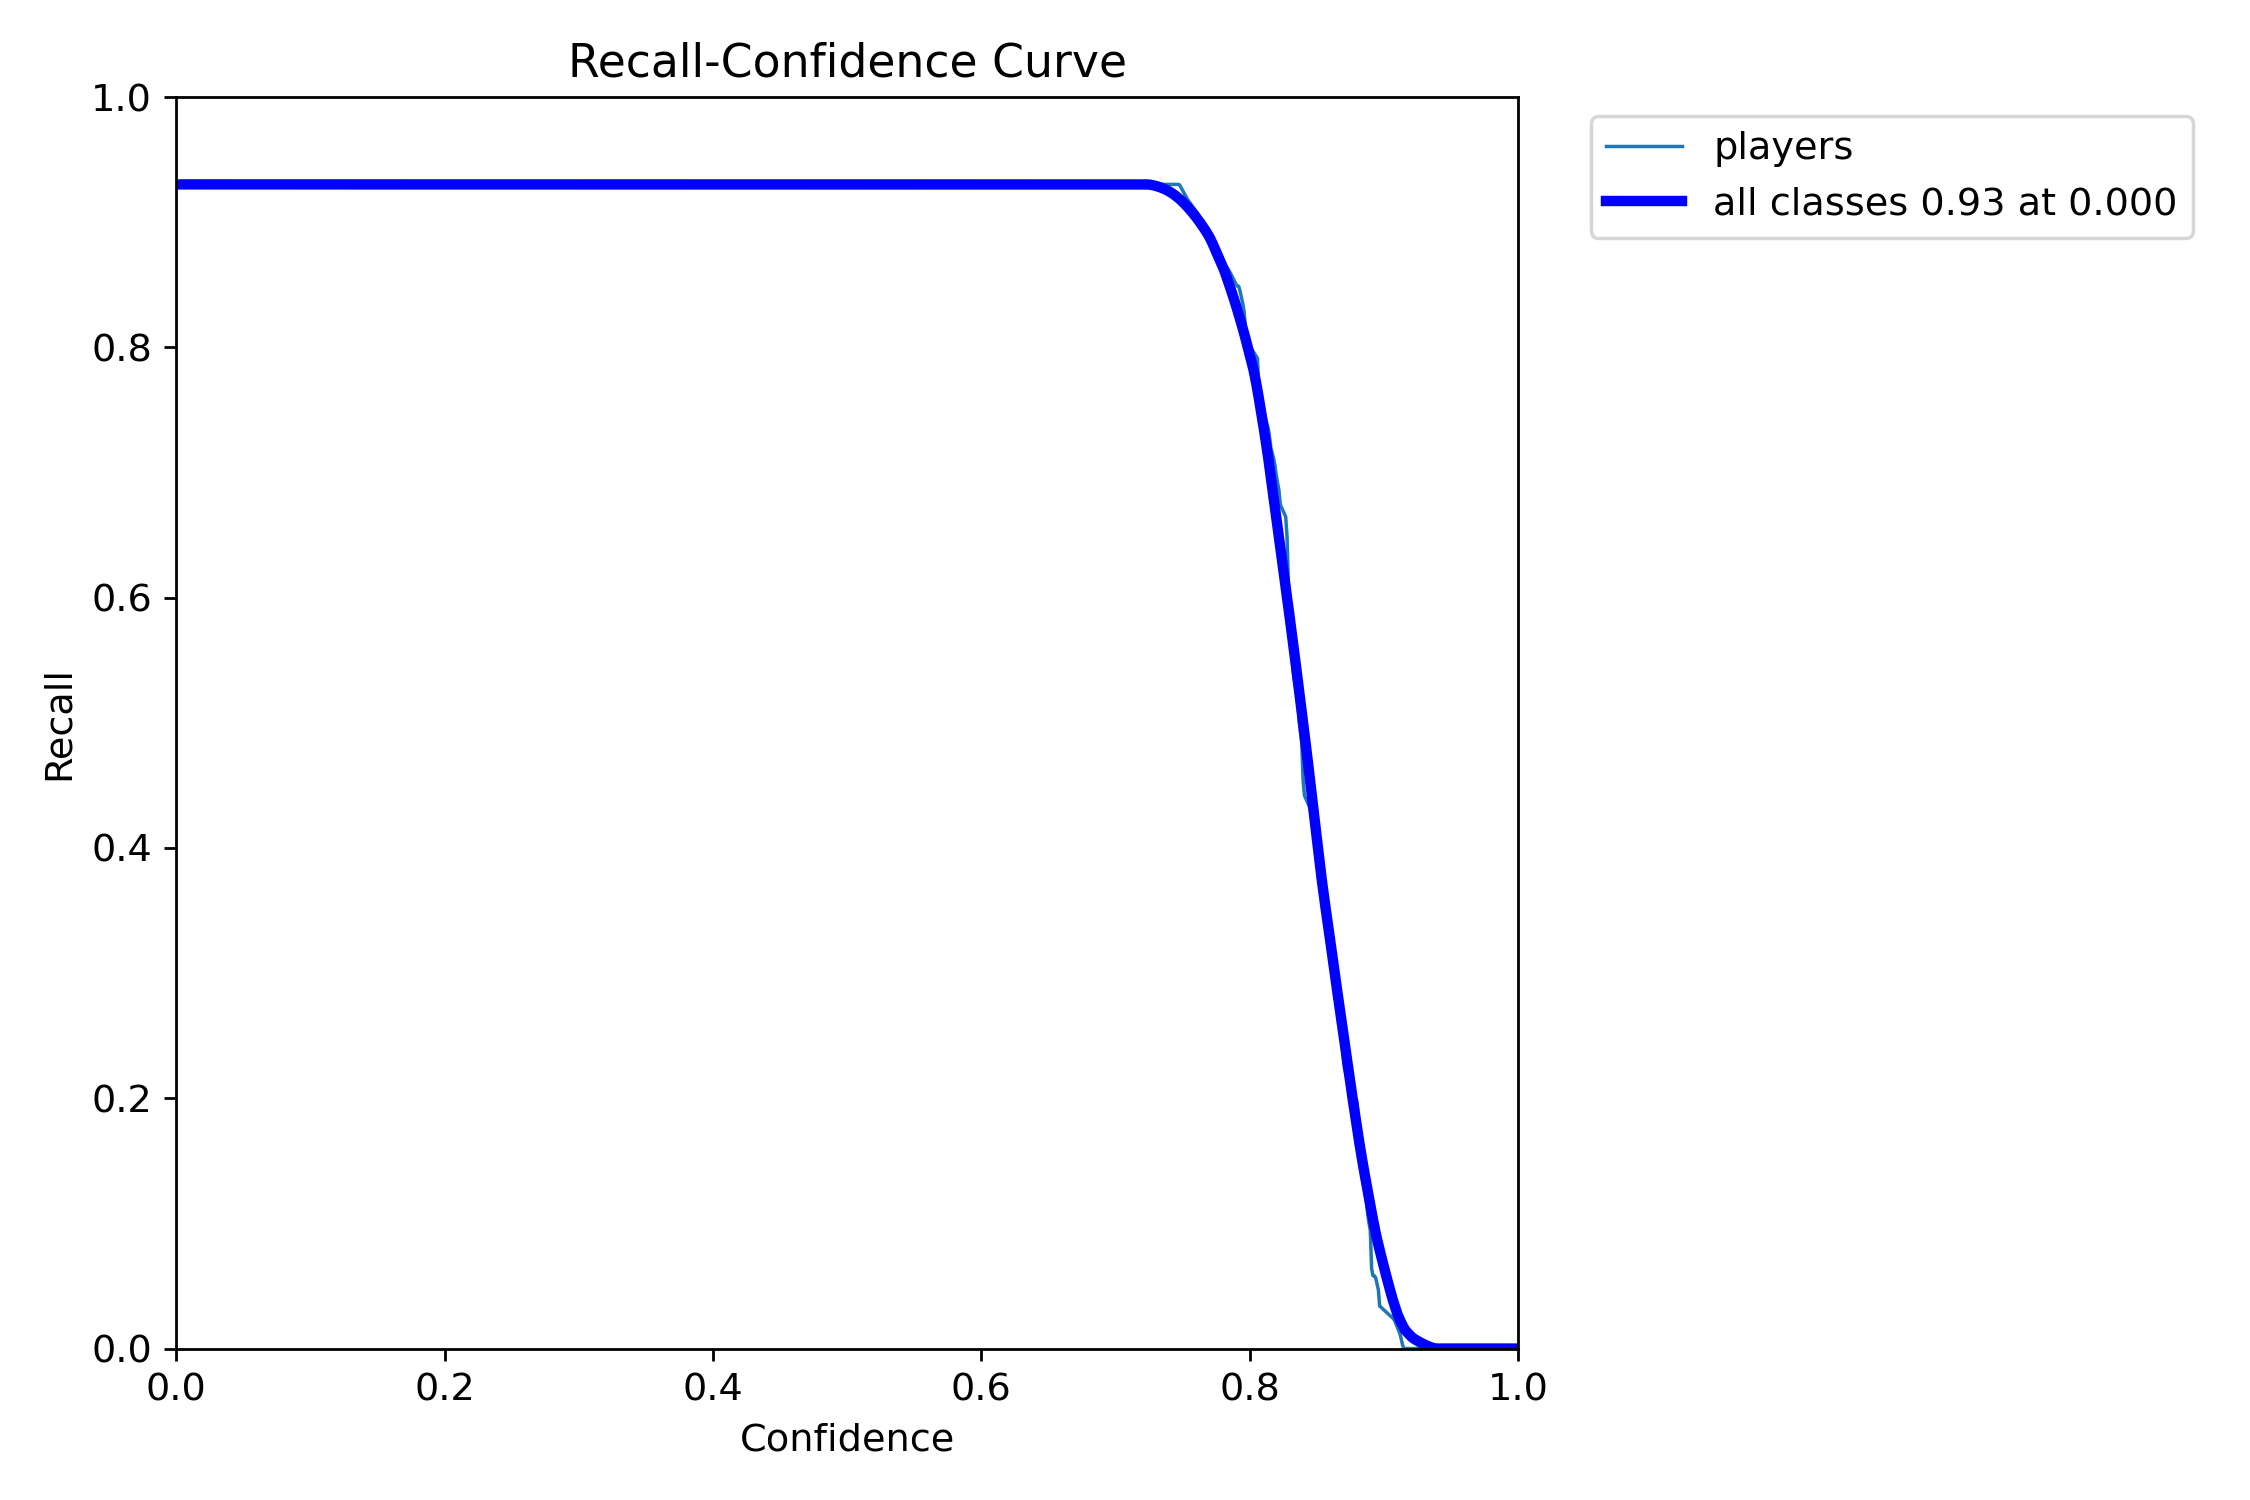 Recall-Confidence Curve
1.0
0.8
0.6
0.4
0.2
0.0
Recall
0.0 0.2 0.4 0.6 0.8 1.0
Confidence
players
all classes 0.93 at 0.000